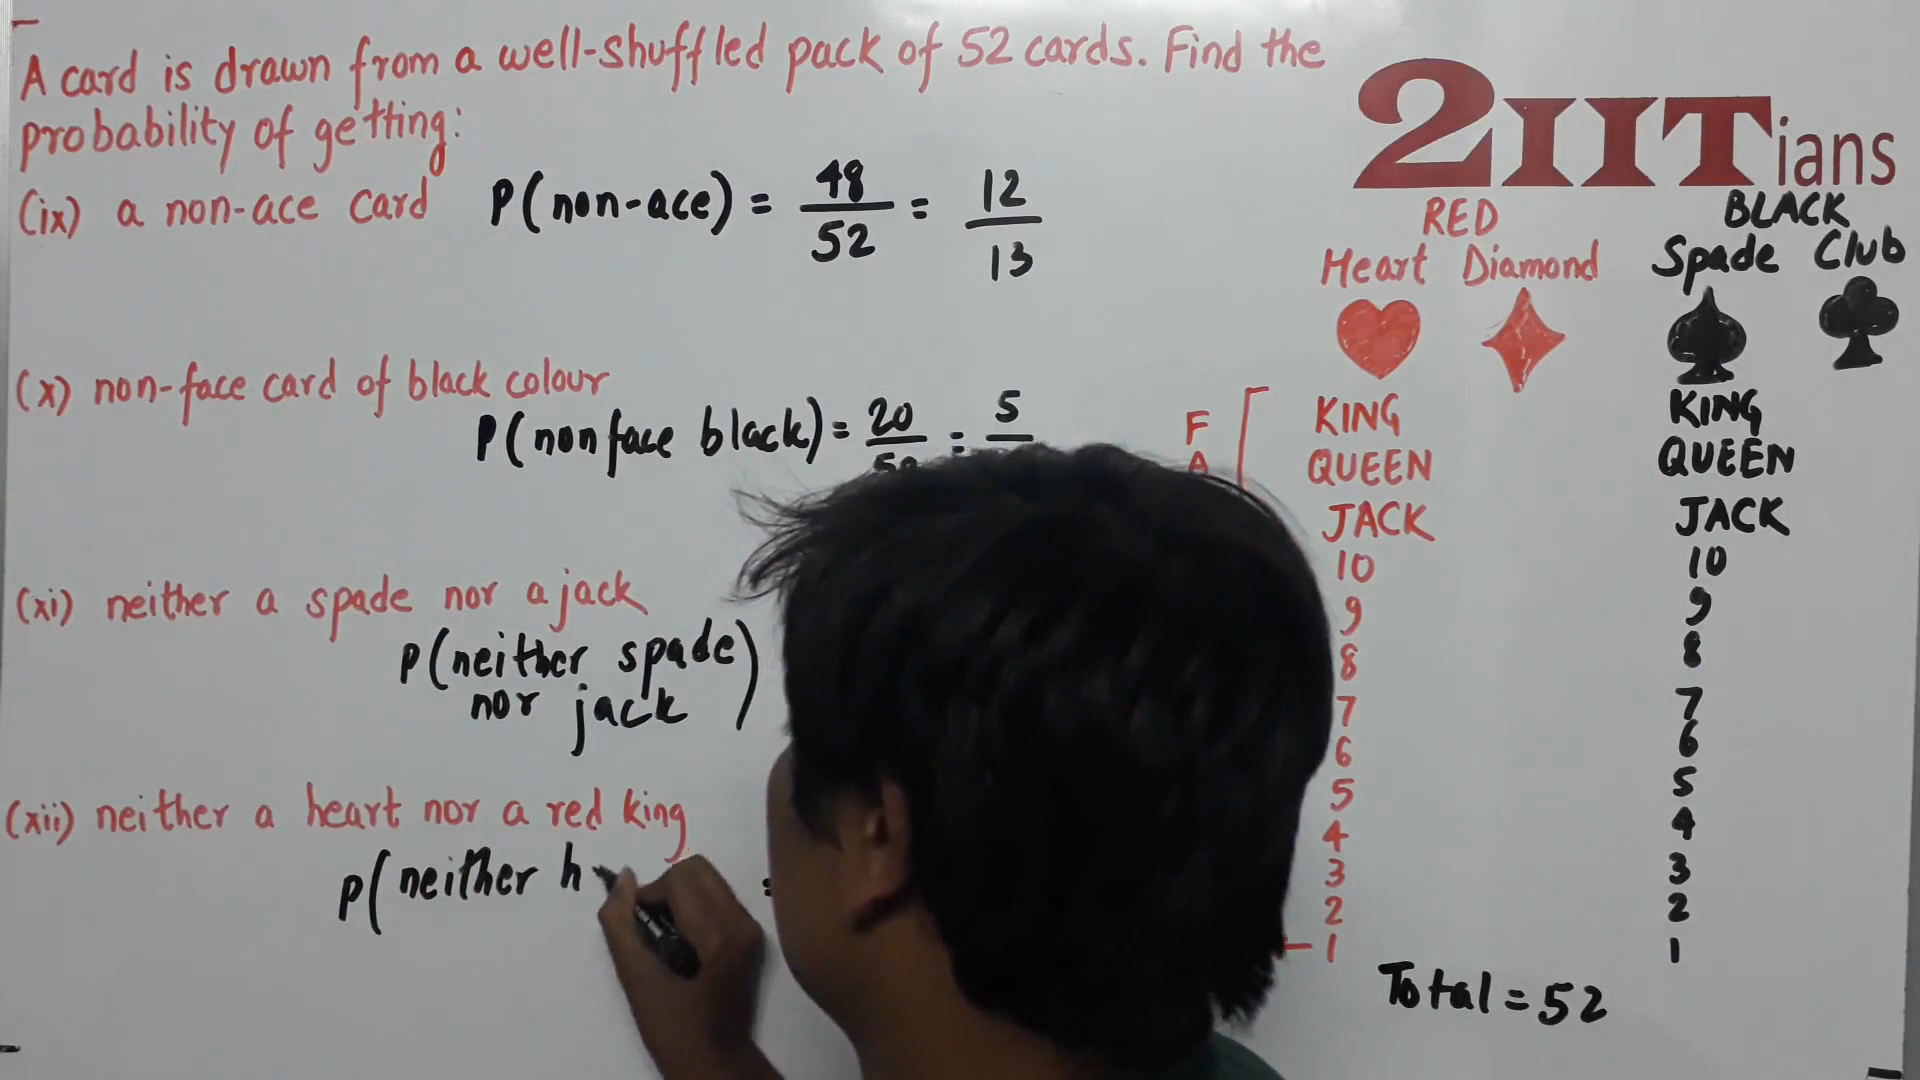 A card is drawn from a well-shuffled pack of 52 cards. Find the
probability of getting:
(ix) a non-ace card P(non-ace) = 48/52 = 12/13
(x) non-face card of black colour
P(nonface black) = 20/52 = 5
(xi) neither a spade nor a jack
P(neither spade
nor jack)
(xii) neither a heart nor a red king
P(neither h =
2IITians
RED BLACK
Heart Diamond Spade Club
F KING KING
A QUEEN QUEEN
JACK JACK
10 10
9 9
8 8
7 7
6 6
5 5
4 4
3 3
2 2
1 1
Total = 52